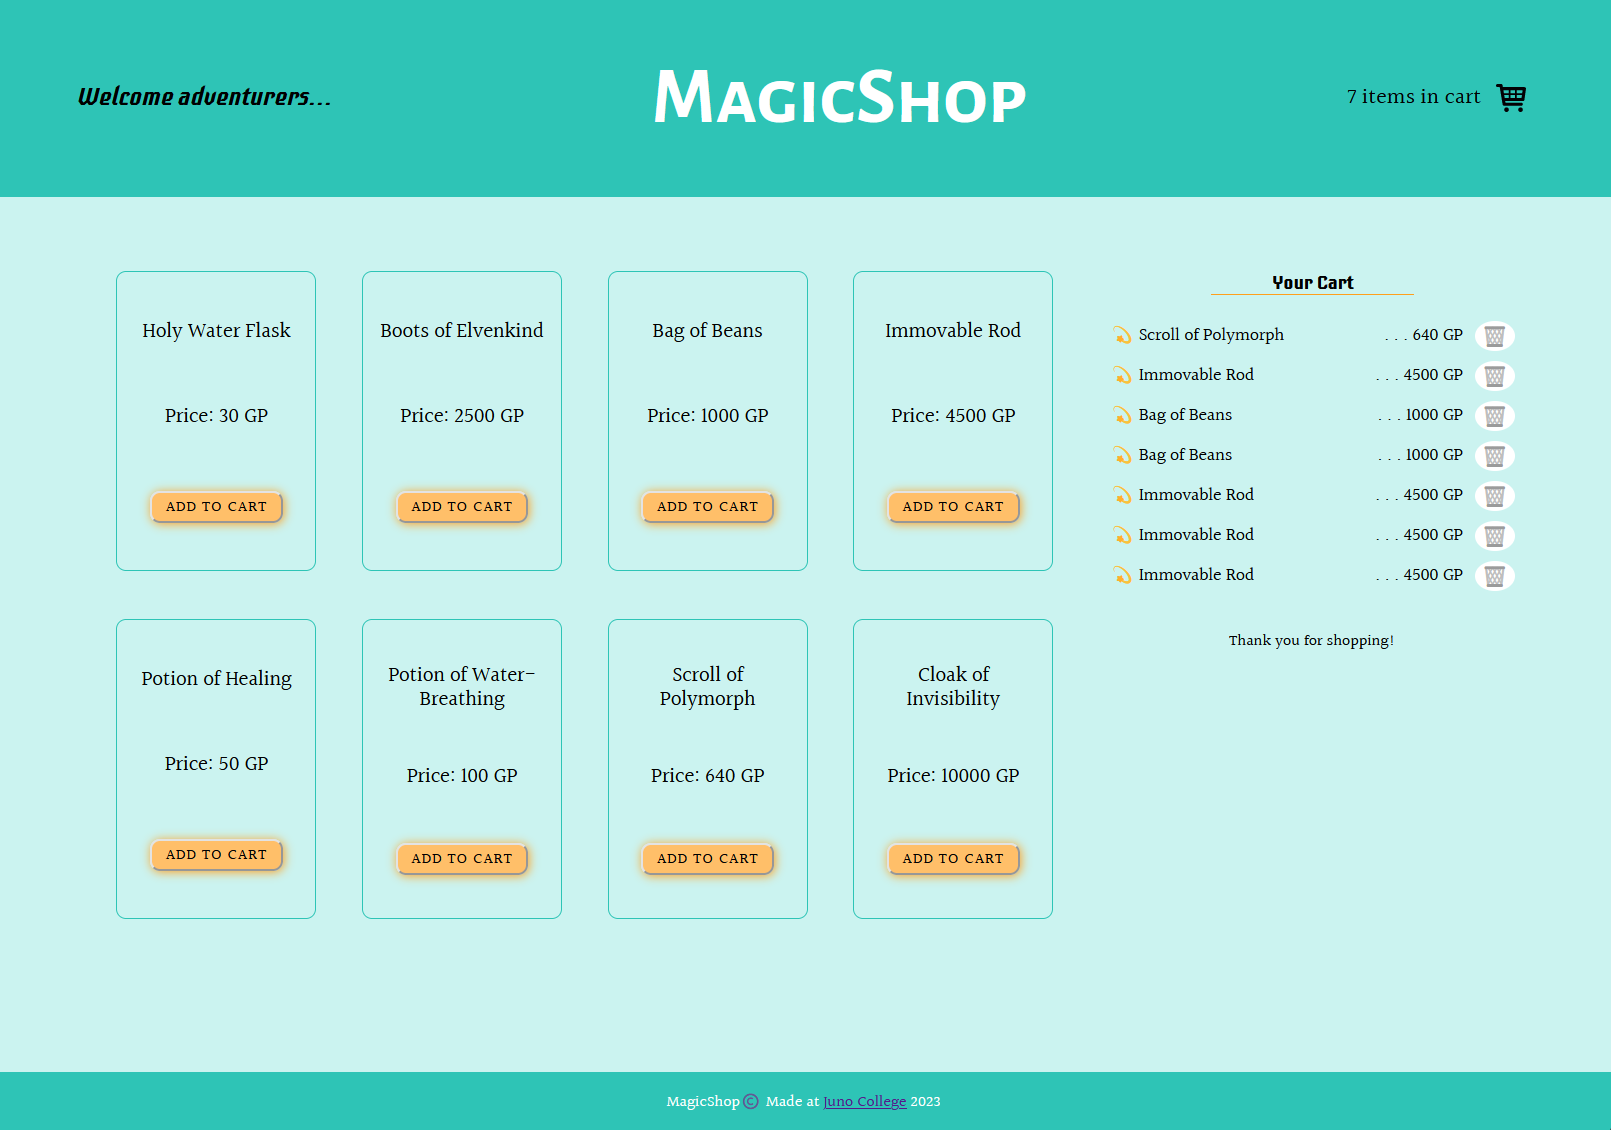 Welcome adventurers...
MagicShop
7 items in cart
Holy Water Flask
Price: 30 GP
ADD TO CART
Boots of Elvenkind
Price: 2500 GP
ADD TO CART
Bag of Beans
Price: 1000 GP
ADD TO CART
Immovable Rod
Price: 4500 GP
ADD TO CART
Potion of Healing
Price: 50 GP
ADD TO CART
Potion of Water-
Breathing
Price: 100 GP
ADD TO CART
Scroll of
Polymorph
Price: 640 GP
ADD TO CART
Cloak of
Invisibility
Price: 10000 GP
ADD TO CART
Your Cart
Scroll of Polymorph . . . 640 GP
Immovable Rod . . . 4500 GP
Bag of Beans . . . 1000 GP
Bag of Beans . . . 1000 GP
Immovable Rod . . . 4500 GP
Immovable Rod . . . 4500 GP
Immovable Rod . . . 4500 GP
Thank you for shopping!
MagicShop © Made at Juno College 2023